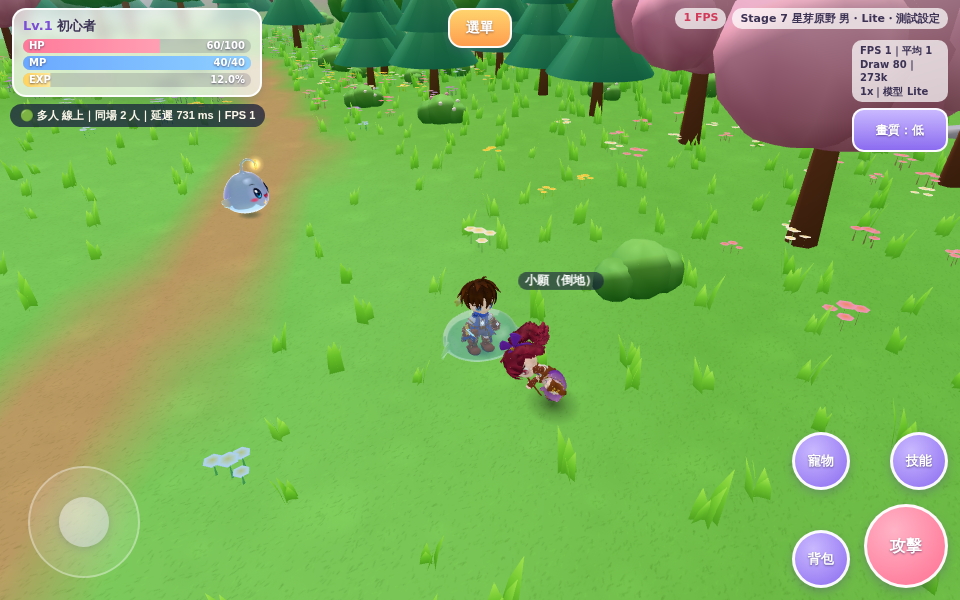 Lv.1 初心者
HP 60/100
MP 40/40
EXP 12.0%
🟢 多人 線上｜同場 2 人｜延遲 731 ms｜FPS 1
選單
1 FPS
Stage 7 星芽原野 男・Lite・測試設定
FPS 1｜平均 1
Draw 80｜
273k
1x｜模型 Lite
畫質：低
小願（倒地）
寵物
技能
攻擊
背包